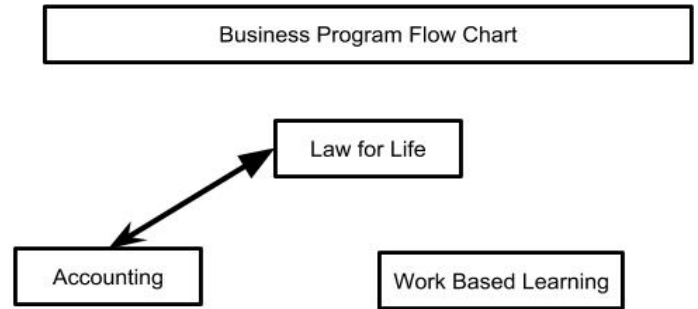 Business Program Flow Chart
Law for Life
Accounting
Work Based Learning